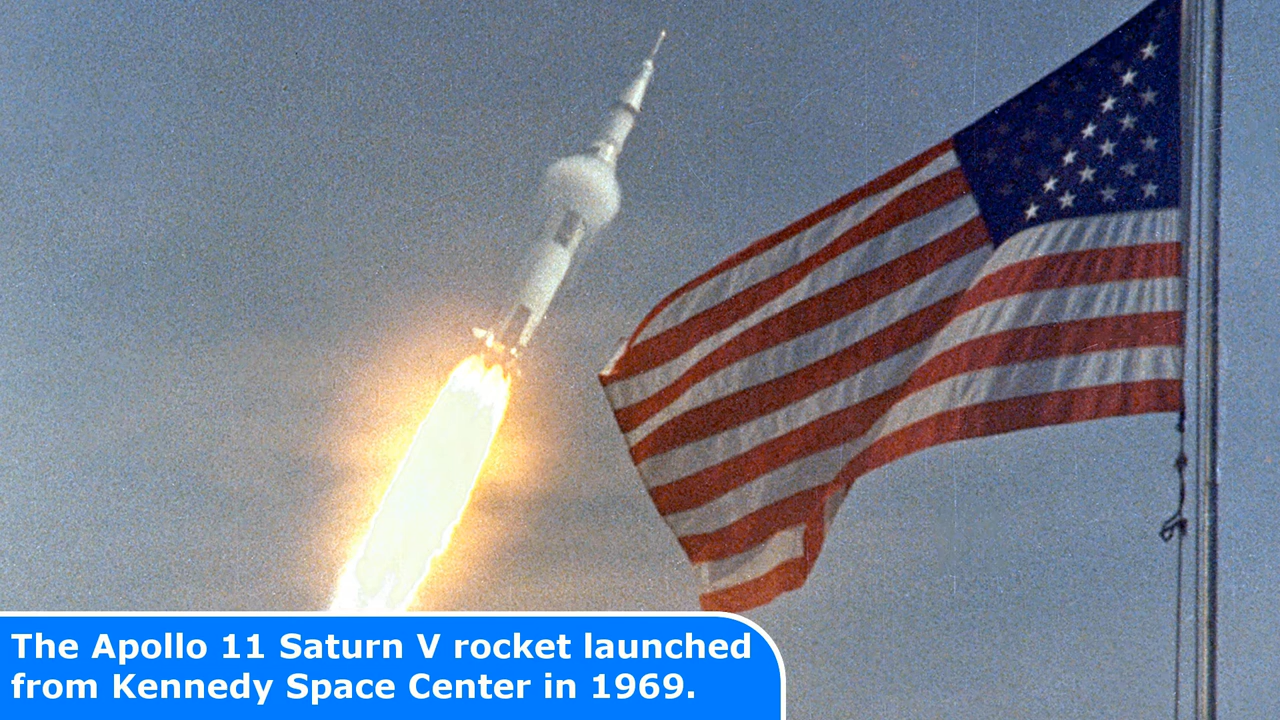 The Apollo 11 Saturn V rocket launched
from Kennedy Space Center in 1969.